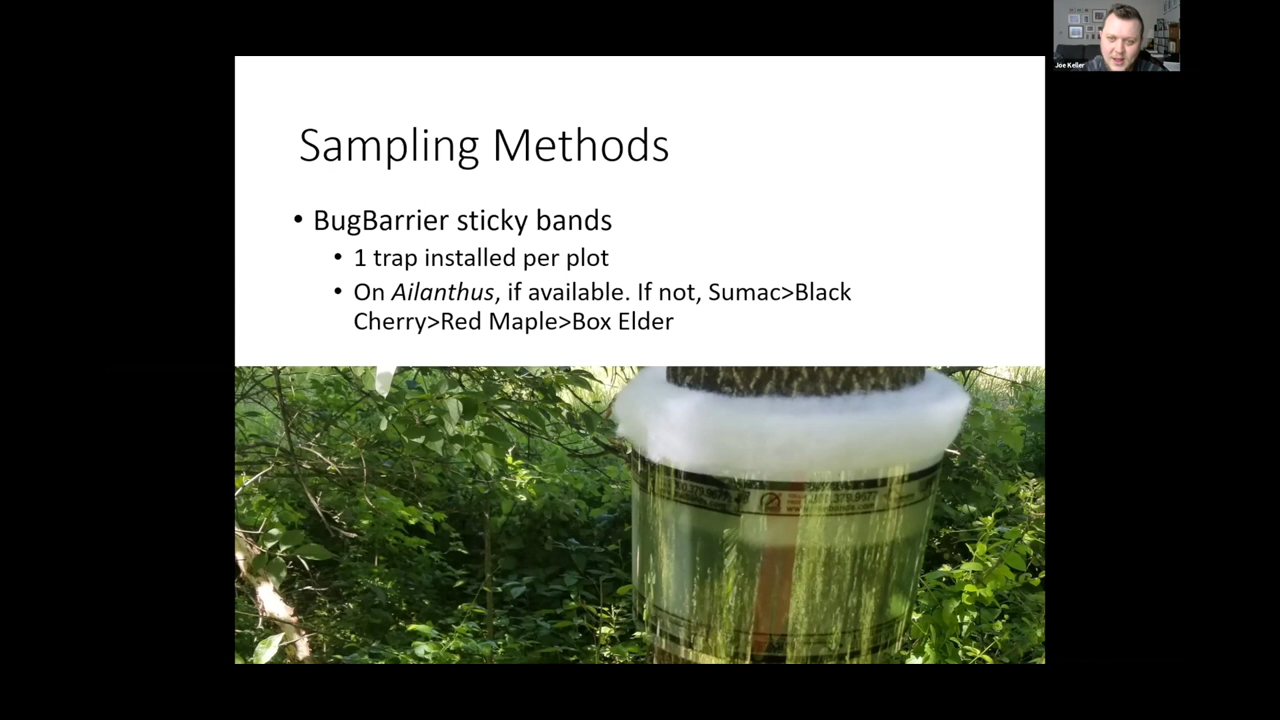 Joe Keller
Sampling Methods
• BugBarrier sticky bands
• 1 trap installed per plot
• On Ailanthus, if available. If not, Sumac>Black
Cherry>Red Maple>Box Elder